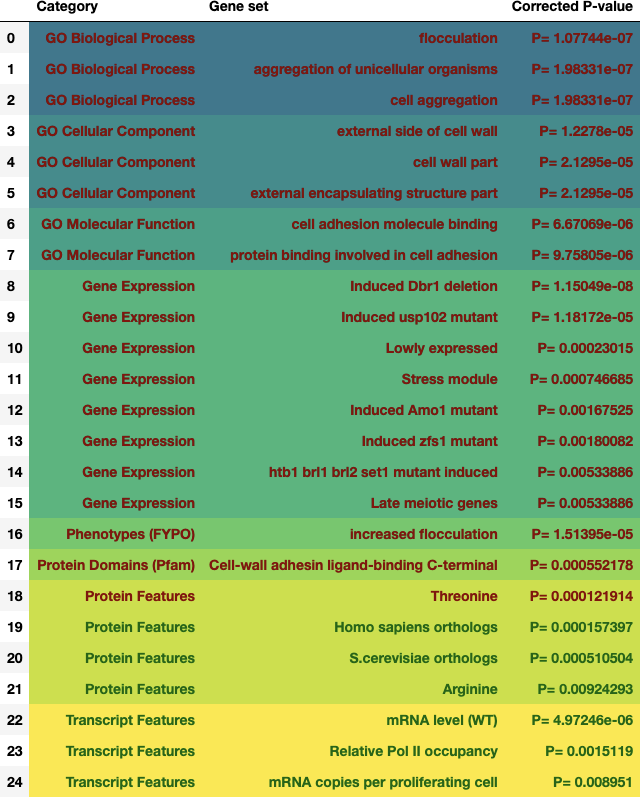 Category Gene set Corrected P-value
0 GO Biological Process flocculation P= 1.07744e-07
1 GO Biological Process aggregation of unicellular organisms P= 1.98331e-07
2 GO Biological Process cell aggregation P= 1.98331e-07
3 GO Cellular Component external side of cell wall P= 1.2278e-05
4 GO Cellular Component cell wall part P= 2.1295e-05
5 GO Cellular Component external encapsulating structure part P= 2.1295e-05
6 GO Molecular Function cell adhesion molecule binding P= 6.67069e-06
7 GO Molecular Function protein binding involved in cell adhesion P= 9.75805e-06
8 Gene Expression Induced Dbr1 deletion P= 1.15049e-08
9 Gene Expression Induced usp102 mutant P= 1.18172e-05
10 Gene Expression Lowly expressed P= 0.00023015
11 Gene Expression Stress module P= 0.000746685
12 Gene Expression Induced Amo1 mutant P= 0.00167525
13 Gene Expression Induced zfs1 mutant P= 0.00180082
14 Gene Expression htb1 brl1 brl2 set1 mutant induced P= 0.00533886
15 Gene Expression Late meiotic genes P= 0.00533886
16 Phenotypes (FYPO) increased flocculation P= 1.51395e-05
17 Protein Domains (Pfam) Cell-wall adhesin ligand-binding C-terminal P= 0.000552178
18 Protein Features Threonine P= 0.000121914
19 Protein Features Homo sapiens orthologs P= 0.000157397
20 Protein Features S.cerevisiae orthologs P= 0.000510504
21 Protein Features Arginine P= 0.00924293
22 Transcript Features mRNA level (WT) P= 4.97246e-06
23 Transcript Features Relative Pol II occupancy P= 0.0015119
24 Transcript Features mRNA copies per proliferating cell P= 0.008951